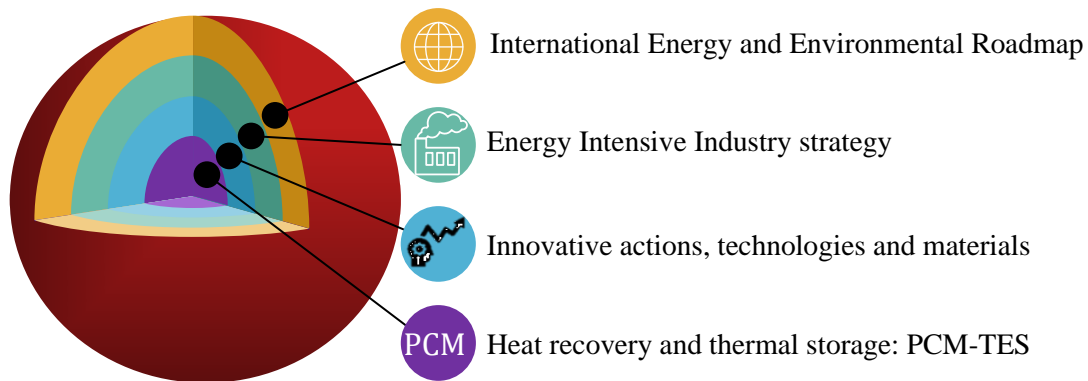 International Energy and Environmental Roadmap
Energy Intensive Industry strategy
Innovative actions, technologies and materials
PCM Heat recovery and thermal storage: PCM-TES